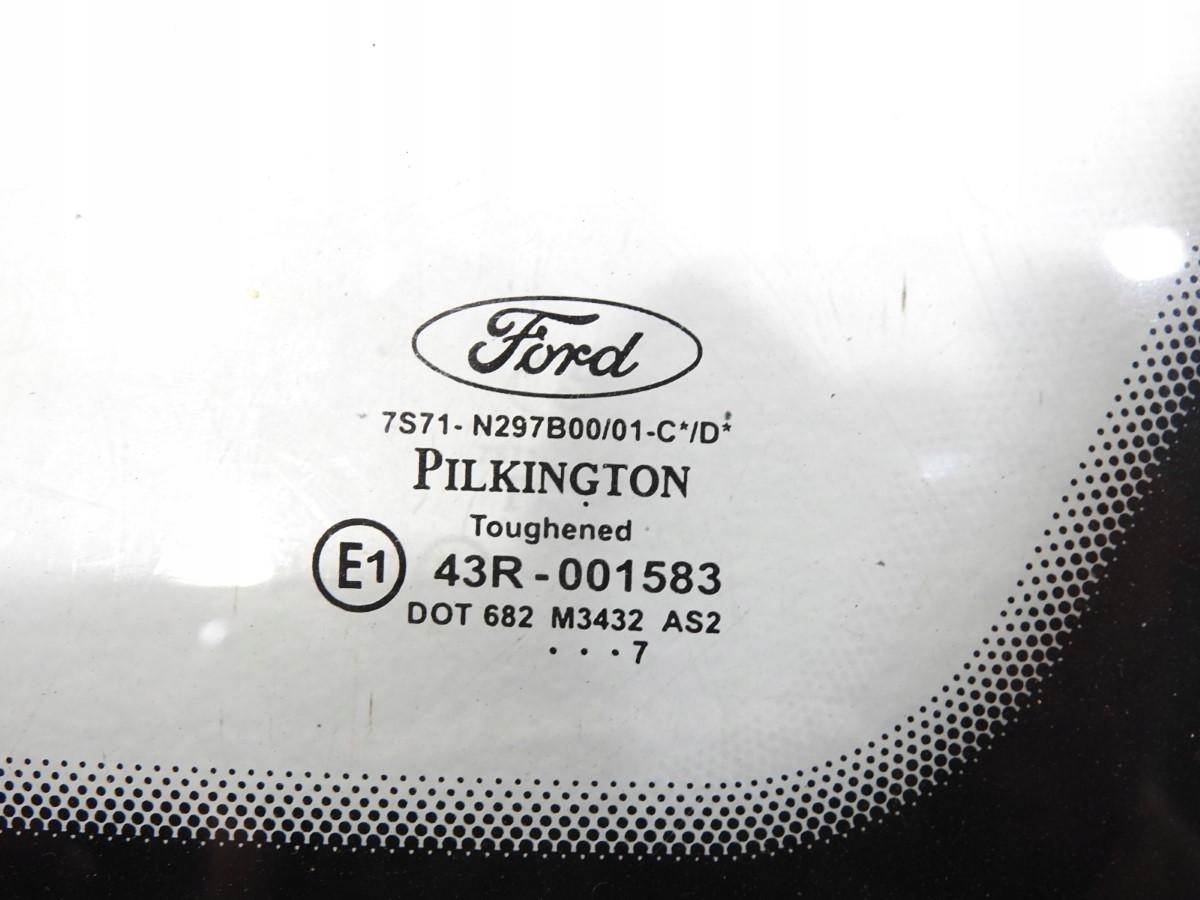 Ford
7S71- N297B00/01-C*/D*
PILKINGTON
Toughened
E1 43R-001583
DOT 682 M3432 AS2
. . . 7